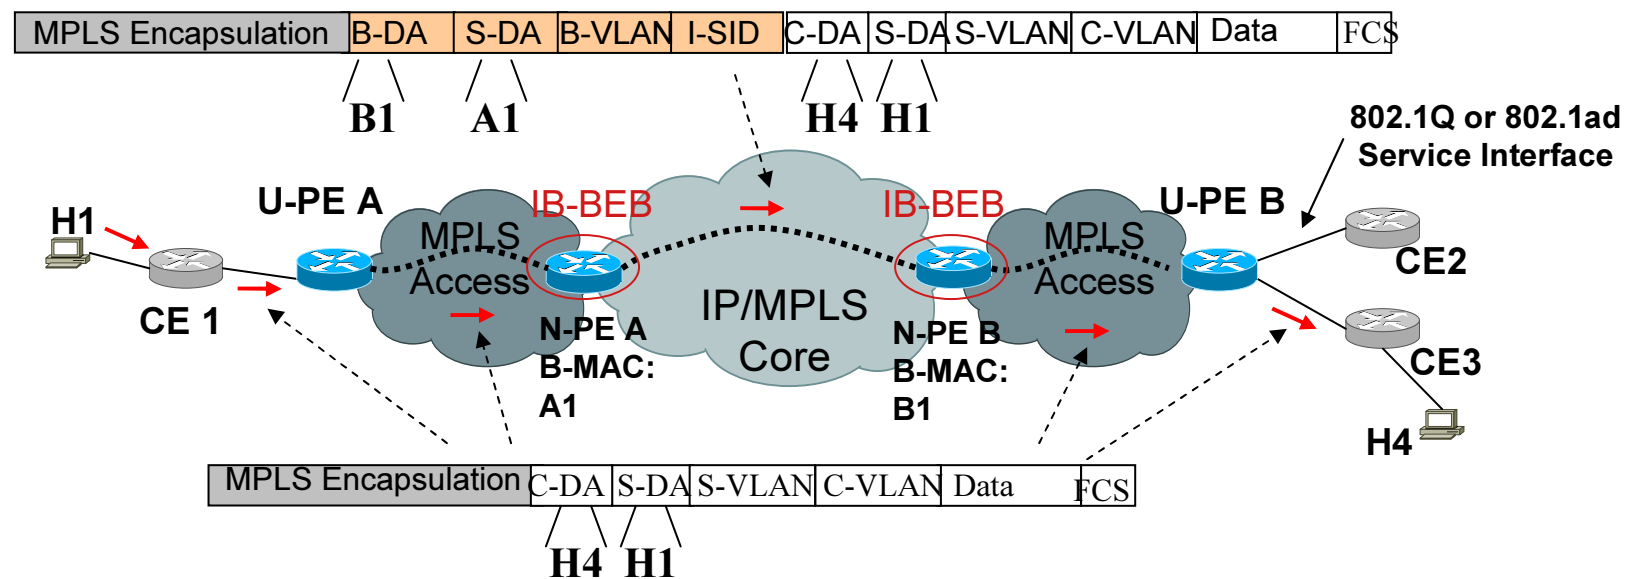 MPLS Encapsulation B-DA S-DA B-VLAN I-SID C-DA S-DA S-VLAN C-VLAN Data FCS
B1 A1 H4 H1
802.1Q or 802.1ad
Service Interface
U-PE A
IB-BEB
IB-BEB
U-PE B
H1
MPLS
Access
MPLS
Access
CE2
CE 1
IP/MPLS
Core
N-PE A
B-MAC:
A1
N-PE B
B-MAC:
B1
CE3
H4
MPLS Encapsulation C-DA S-DA S-VLAN C-VLAN Data FCS
H4 H1